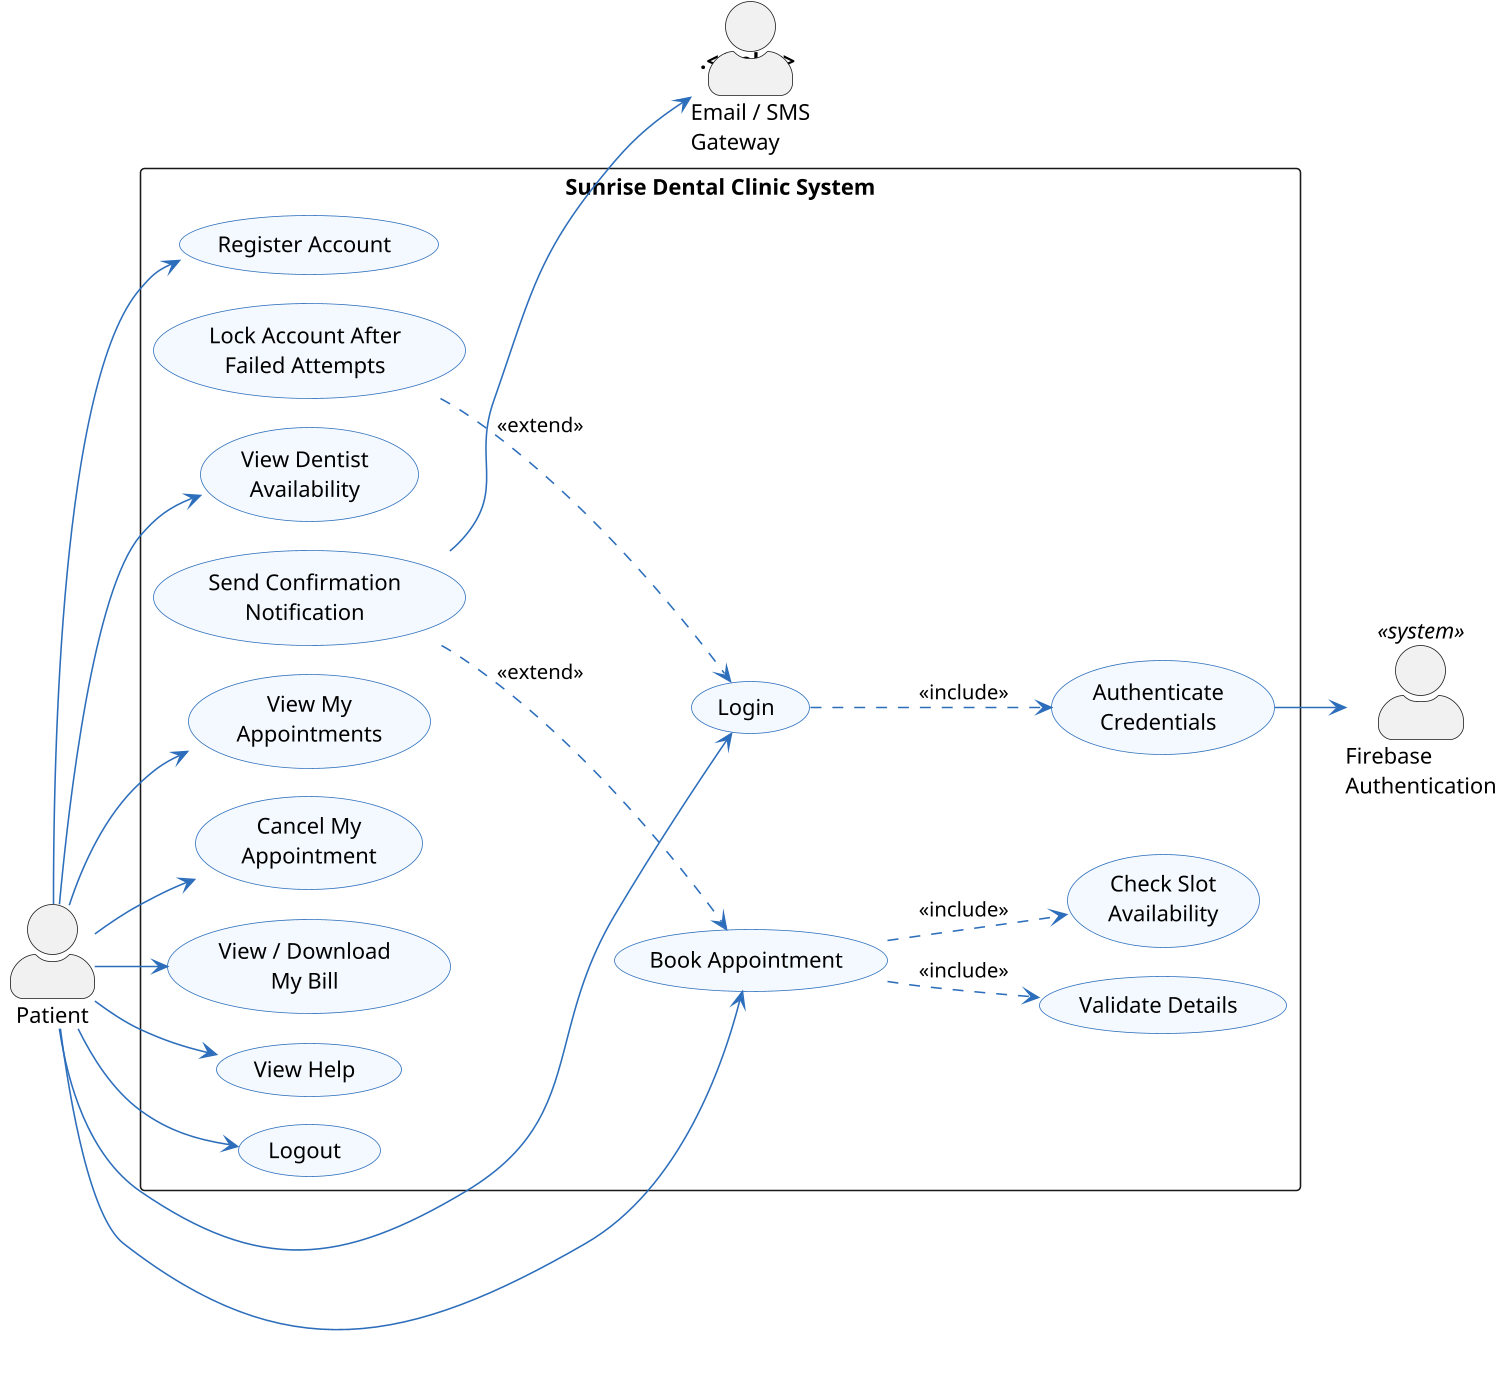 Email / SMS
Gateway
Sunrise Dental Clinic System
Register Account
Lock Account After
Failed Attempts
«extend»
View Dentist
Availability
Send Confirmation
Notification
«extend»
«system»
View My
Appointments
Login
«include»
Authenticate
Credentials
Firebase
Authentication
Cancel My
Appointment
Check Slot
Availability
«include»
View / Download
My Bill
Book Appointment
«include»
Validate Details
Patient
View Help
Logout